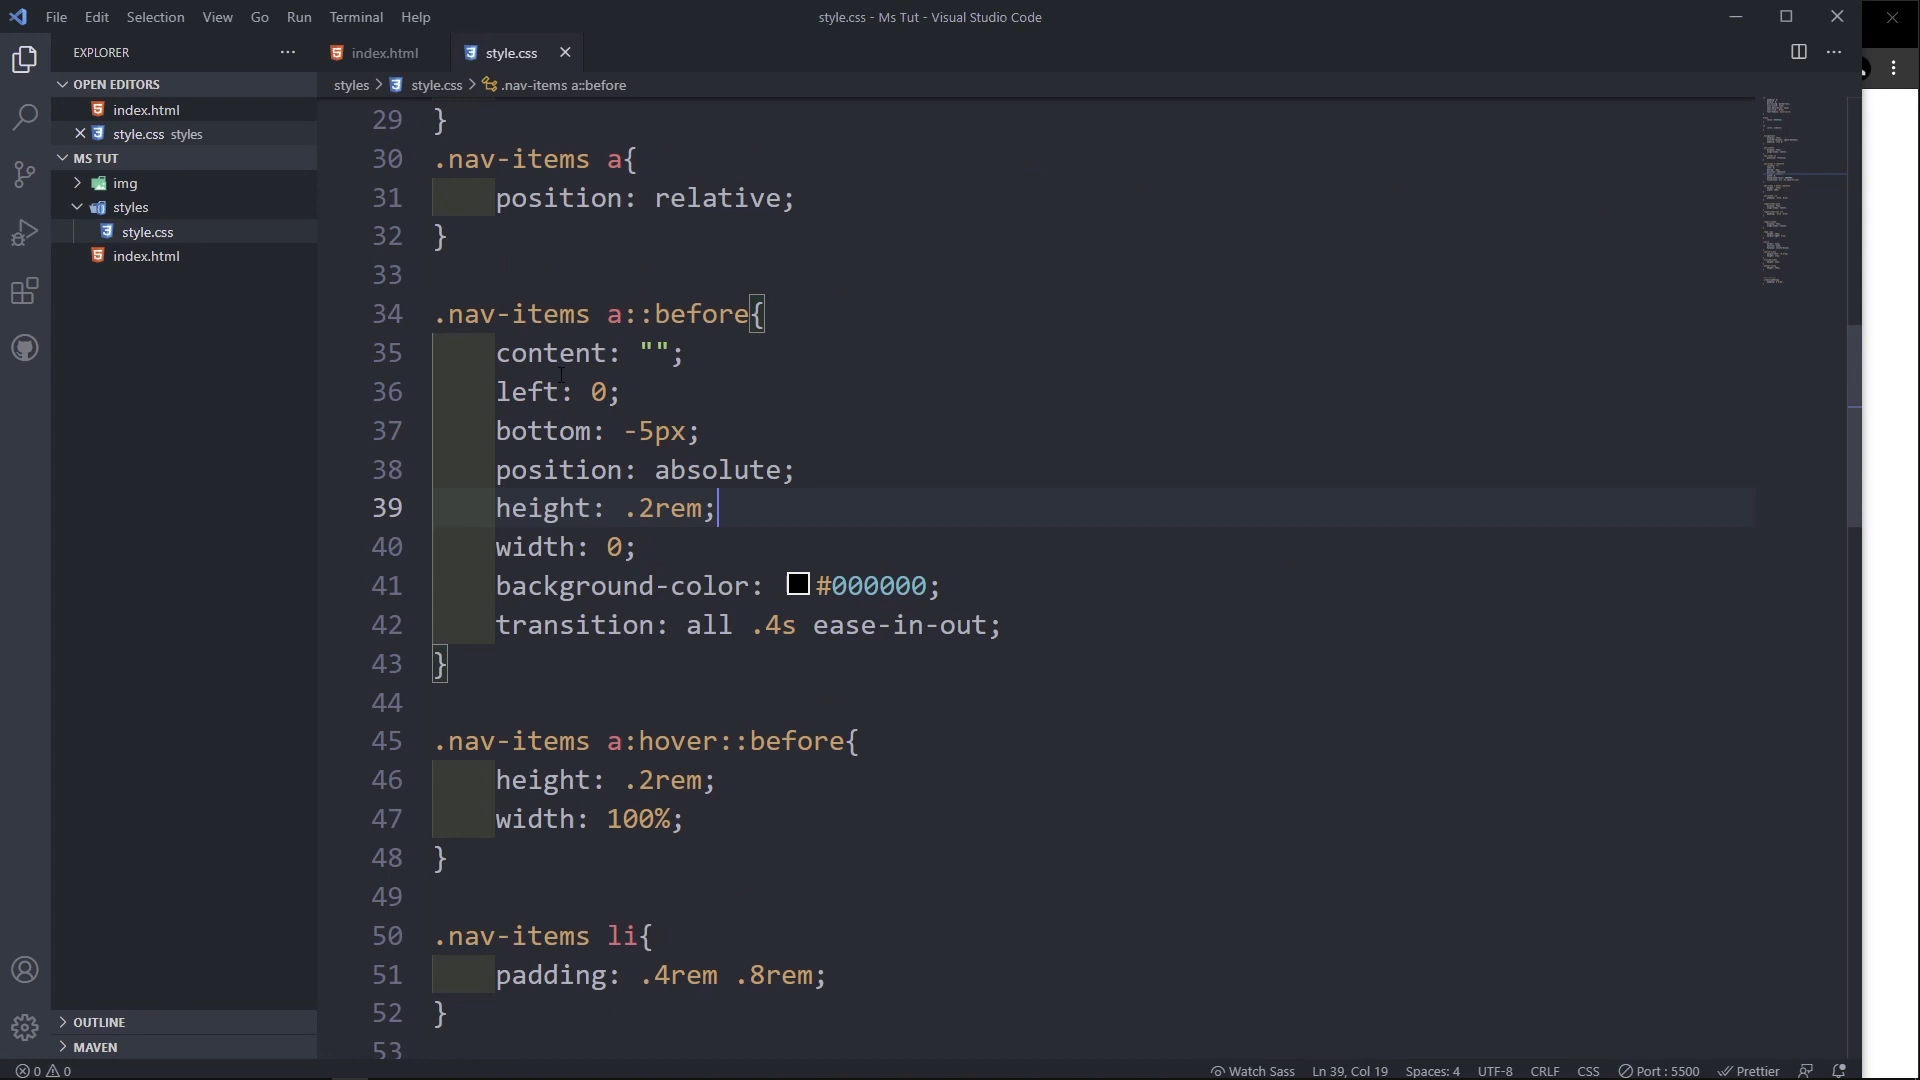 File Edit Selection View Go Run Terminal Help
style.css - Ms Tut - Visual Studio Code
EXPLORER
index.html
style.css
OPEN EDITORS
styles > style.css > .nav-items a::before
index.html
style.css styles
MS TUT
img
styles
style.css
index.html
29 }
30 .nav-items a{
31 position: relative;
32 }
33
34 .nav-items a::before{
35 content: "";
36 left: 0;
37 bottom: -5px;
38 position: absolute;
39 height: .2rem;
40 width: 0;
41 background-color: #000000;
42 transition: all .4s ease-in-out;
43 }
44
45 .nav-items a:hover::before{
46 height: .2rem;
47 width: 100%;
48 }
49
50 .nav-items li{
51 padding: .4rem .8rem;
52 }
53
OUTLINE
MAVEN
0 0
Watch Sass Ln 39, Col 19 Spaces: 4 UTF-8 CRLF CSS Port : 5500 Prettier